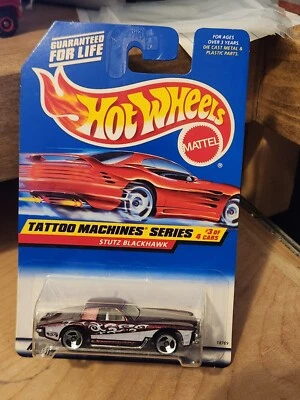 GUARANTEED
FOR LIFE
FOR AGES
OVER 3 YEARS
DIE CAST METAL &
PLASTIC PARTS
HOT WHEELS
MATTEL
®
TATTOO MACHINES™ SERIES
#3 OF
4 CARS
STUTZ BLACKHAWK